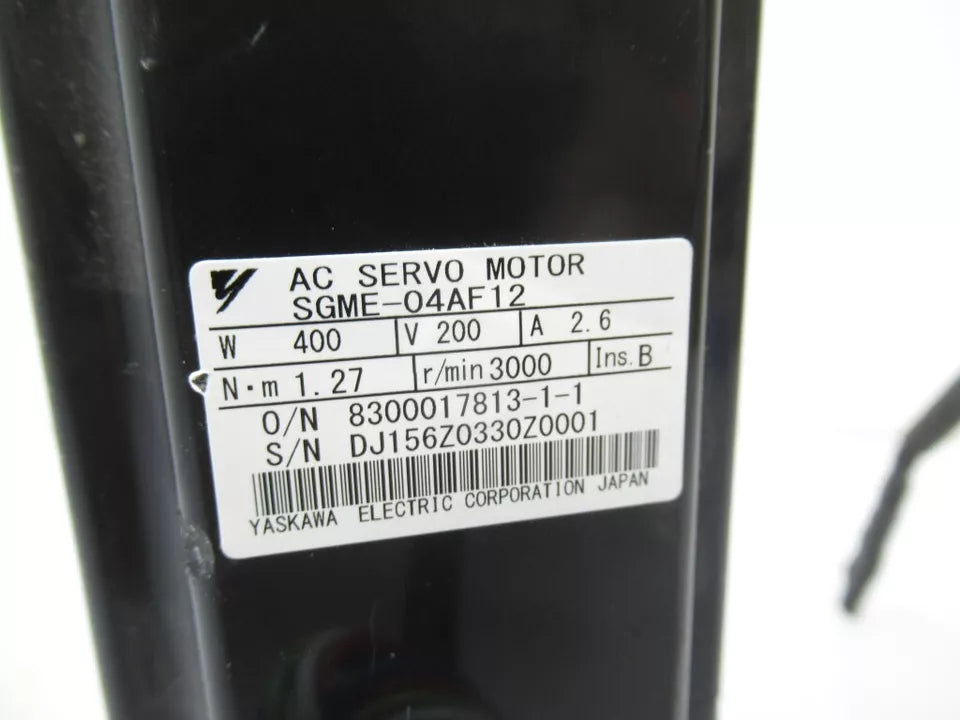 AC SERVO MOTOR
SGME-04AF12
W 400 V 200 A 2.6
N·m 1.27 r/min 3000 Ins. B
O/N 8300017813-1-1
S/N DJ156Z0330Z0001
YASKAWA ELECTRIC CORPORATION JAPAN